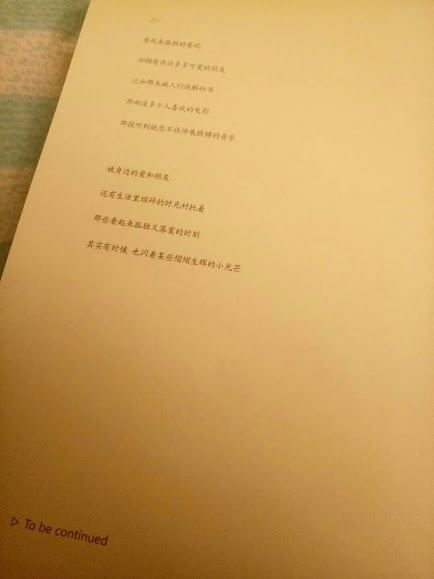 看起来孤独的爱武
却拥有许许多多可爱的朋友
比如那本被人们误解的书
那部没多少人喜欢的电影
那段听到就忍不住伸展胳膊的音乐
被身边的爱和朋友
还有生活里琐碎的时光衬托着
那些看起来孤独又落寞的时刻
其实有时候 也闪着某些熠熠生辉的小光芒
▷ To be continued